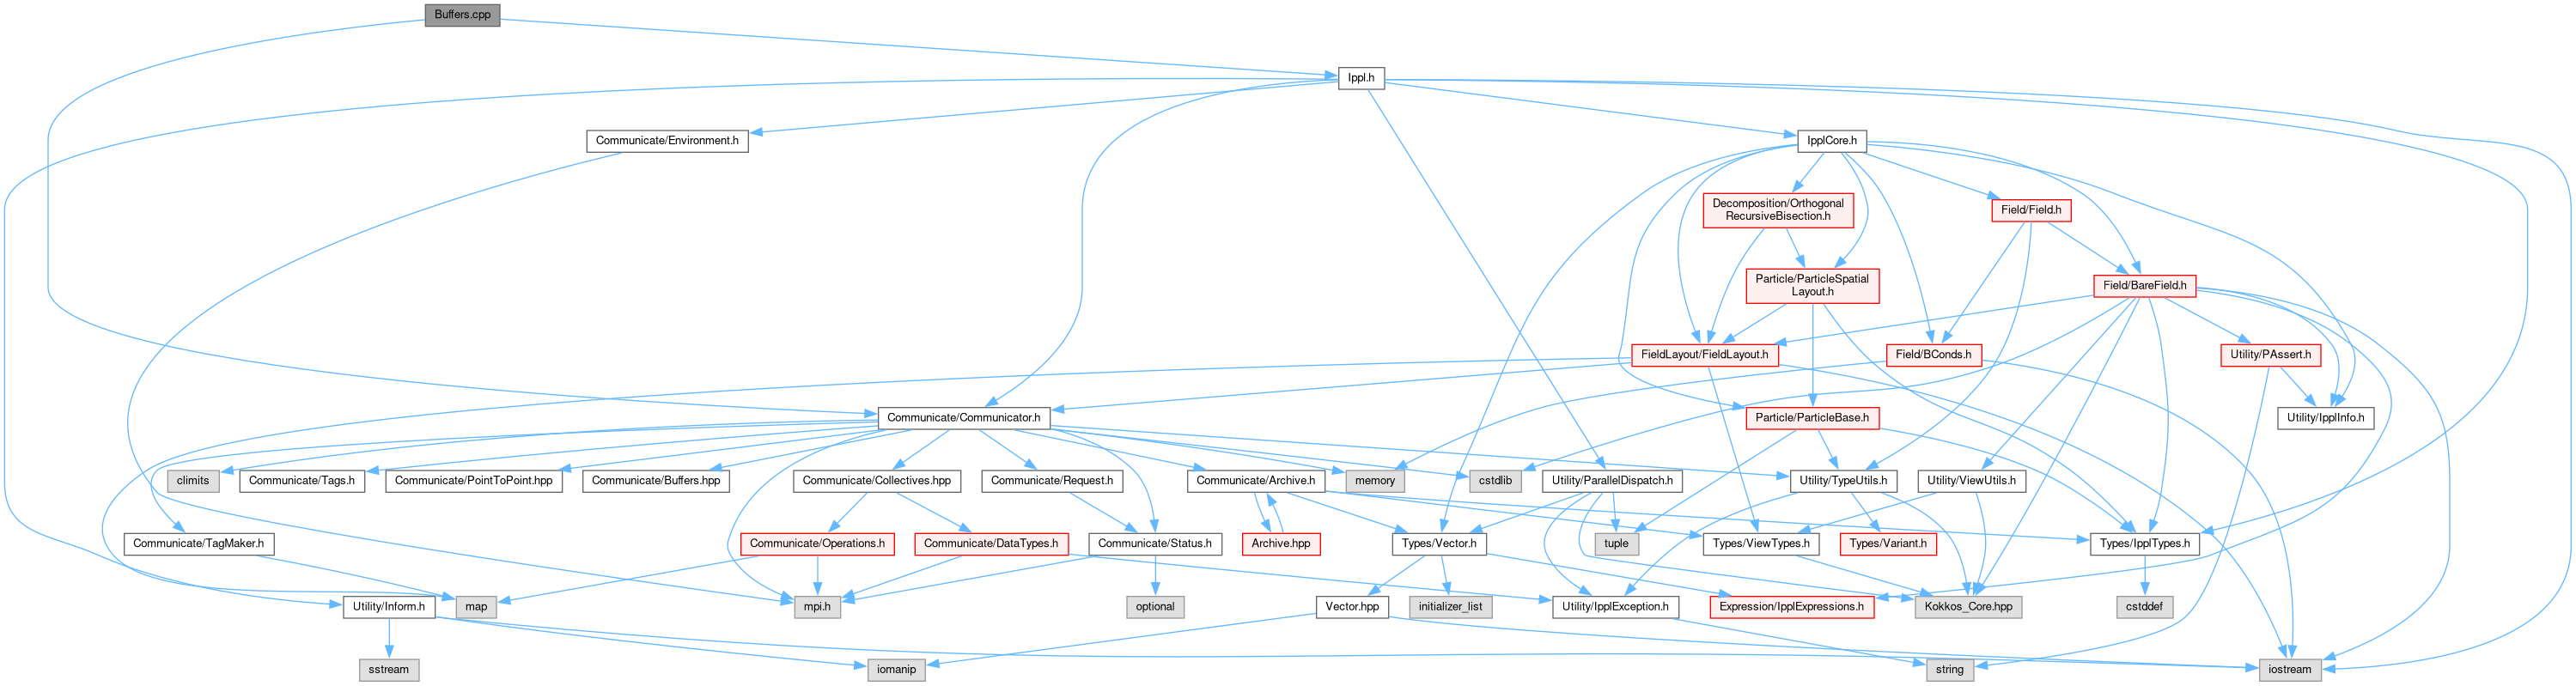 Buffers.cpp
Ippl.h
Communicate/Environment.h
IpplCore.h
Decomposition/Orthogonal
RecursiveBisection.h
Field/Field.h
Particle/ParticleSpatial
Layout.h
Field/BareField.h
FieldLayout/FieldLayout.h
Field/BConds.h
Utility/PAssert.h
Communicate/Communicator.h
Particle/ParticleBase.h
Utility/IpplInfo.h
climits
Communicate/Tags.h
Communicate/PointToPoint.hpp
Communicate/Buffers.hpp
Communicate/Collectives.hpp
Communicate/Request.h
Communicate/Archive.h
memory
cstdlib
Utility/ParallelDispatch.h
Utility/TypeUtils.h
Utility/ViewUtils.h
Communicate/TagMaker.h
Communicate/Operations.h
Communicate/DataTypes.h
Communicate/Status.h
Archive.hpp
Types/Vector.h
tuple
Types/ViewTypes.h
Types/Variant.h
Types/IpplTypes.h
Utility/Inform.h
map
mpi.h
optional
Vector.hpp
initializer_list
Utility/IpplException.h
Expression/IpplExpressions.h
Kokkos_Core.hpp
cstddef
sstream
iomanip
string
iostream